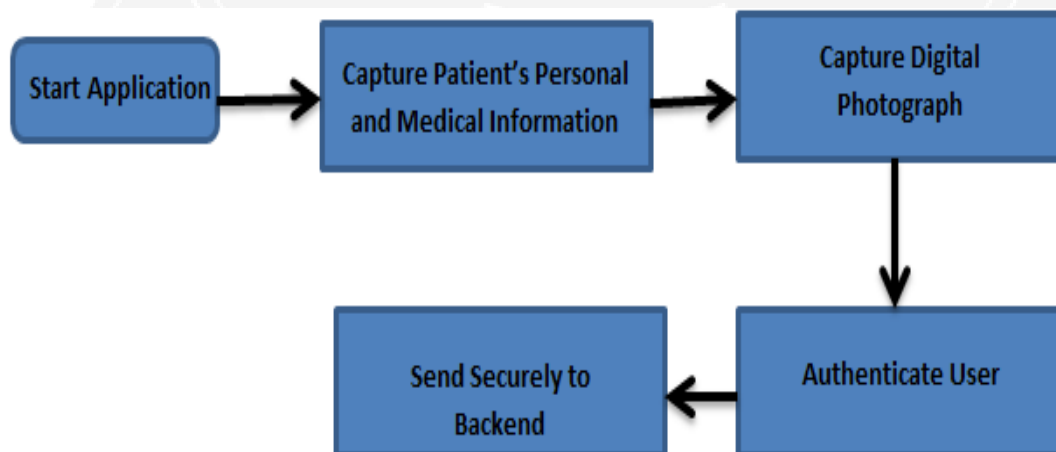 Start Application
Capture Patient's Personal
and Medical Information
Capture Digital
Photograph
Authenticate User
Send Securely to
Backend